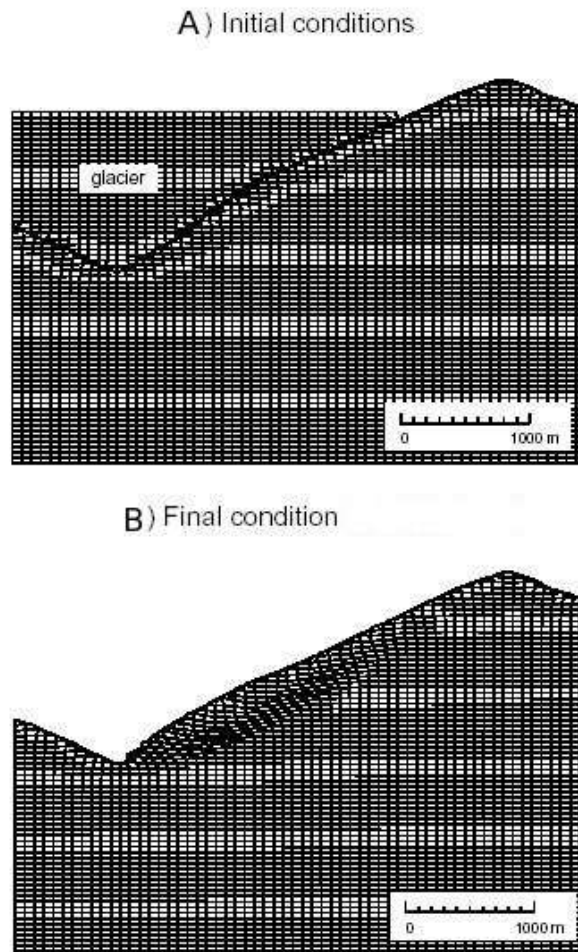 A) Initial conditions
glacier
0 1000 m
B) Final condition
0 1000 m